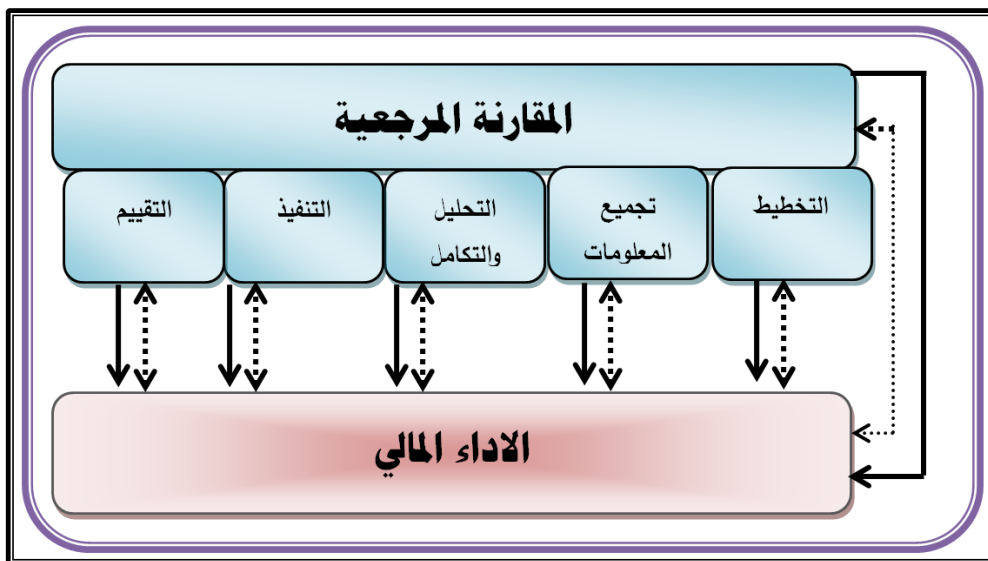 المقارنة المرجعية
التخطيط
تجميع
المعلومات
التحليل
والتكامل
التنفيذ
التقييم
الاداء المالي